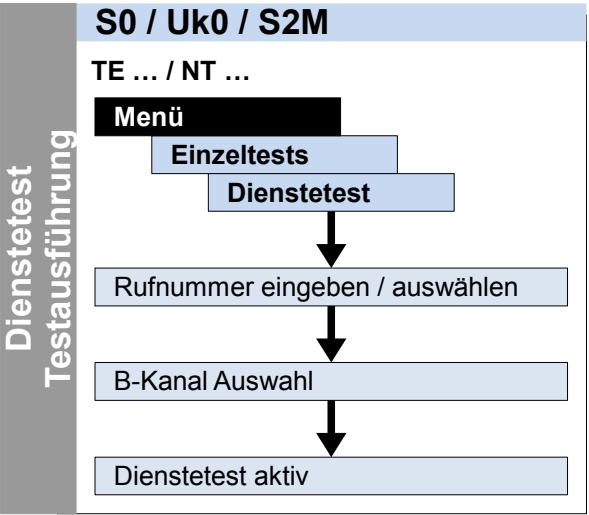 Dienstetest
Testausführung
S0 / Uk0 / S2M
TE … / NT …
Menü
Einzeltests
Dienstetest
Rufnummer eingeben / auswählen
B-Kanal Auswahl
Dienstetest aktiv